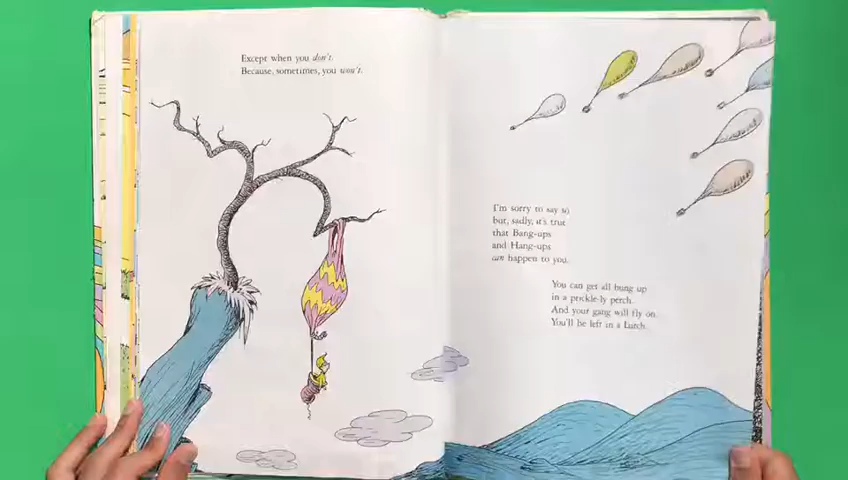 Except when you don't.
Because, sometimes, you won't.
I'm sorry to say so
but, sadly, it's true
that Bang-ups
and Hang-ups
can happen to you.
You can get all hung up
in a prickle-ly perch.
And your gang will fly on.
You'll be left in a Lurch.